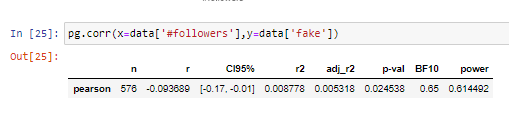 In [25]: pg.corr(x=data['#followers'],y=data['fake'])
Out[25]:
n r CI95% r2 adj_r2 p-val BF10 power
pearson 576 -0.093689 [-0.17, -0.01] 0.008778 0.005318 0.024538 0.65 0.614492